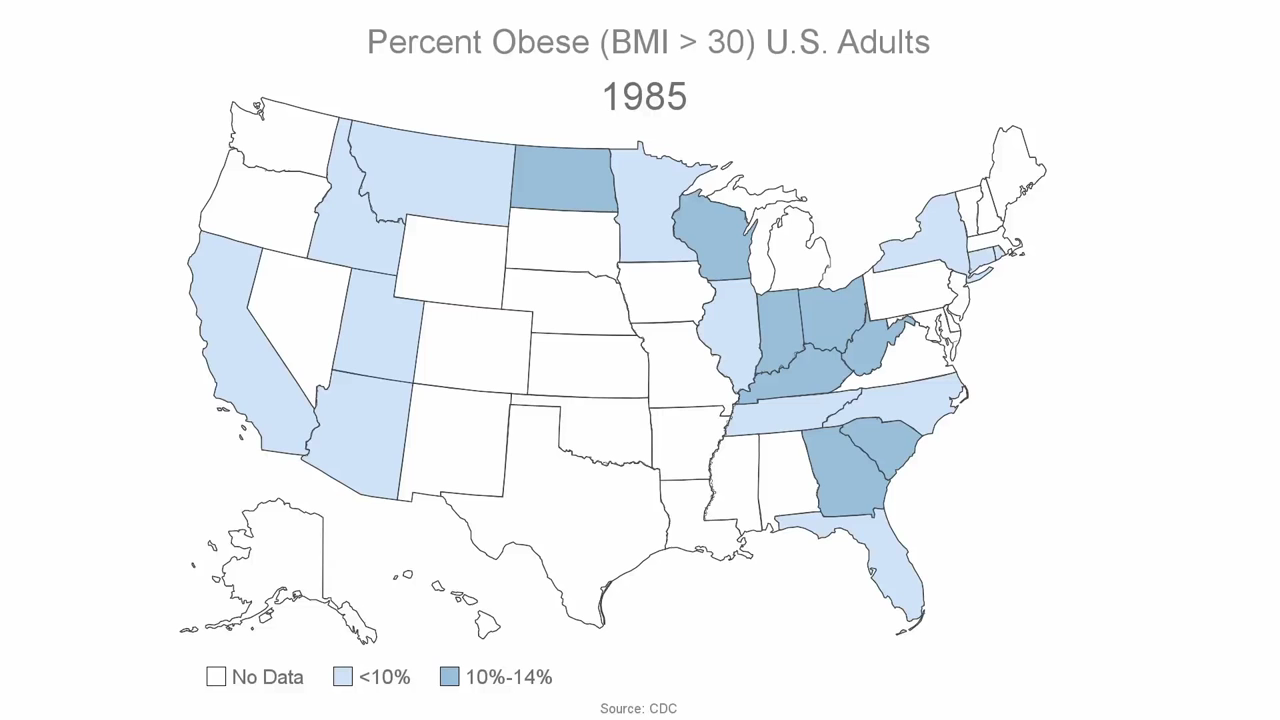 Percent Obese (BMI > 30) U.S. Adults
1985
No Data <10% 10%-14%
Source: CDC